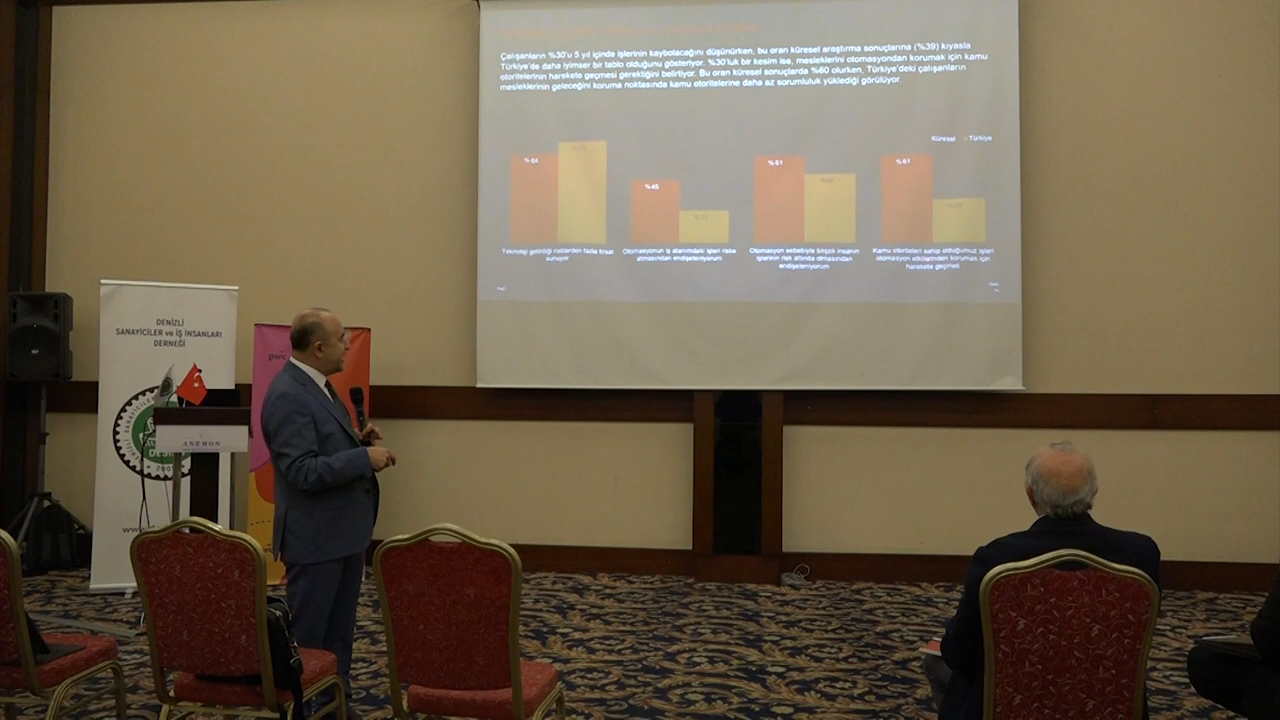 Çalışanların %30'u 5 yıl içinde işlerinin kaybolacağını düşünürken, bu oran küresel araştırma sonuçlarına (%39) kıyasla
Türkiye'de daha iyimser bir tablo olduğunu gösteriyor. %30'luk bir kesim ise, mesleklerini otomasyondan korumak için kamu
otoritelerinin harekete geçmesi gerektiğini belirtiyor. Bu oran küresel sonuçlarda %60 olurken, Türkiye'deki çalışanların
mesleklerinin geleceğini koruma noktasında kamu otoritelerine daha az sorumluluk yüklediği görülüyor.
Küresel Türkiye
%64
%45
%61
%61
Teknoloji getirdiği risklerden fazla fırsat
sunuyor
Otomasyonun iş alanımdaki işleri riske
atmasından endişeleniyorum
Otomasyon sebebiyle birçok insanın
işlerinin risk altında olmasından
endişeleniyorum
Kamu otoriteleri sahip olduğumuz işleri
otomasyon etkilerinden korumak için
harekete geçmeli
DENİZLİ
SANAYİCİLER ve İŞ İNSANLARI
DERNEĞİ
pwc
ANEMON